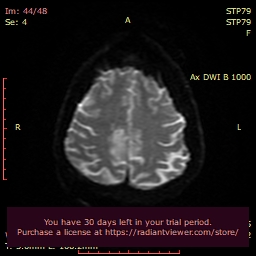 Im: 44/48
Se: 4
STP79
STP79
F
A
Ax DWI B 1000
R
L
You have 30 days left in your trial period.
Purchase a license at https://radiantviewer.com/store/